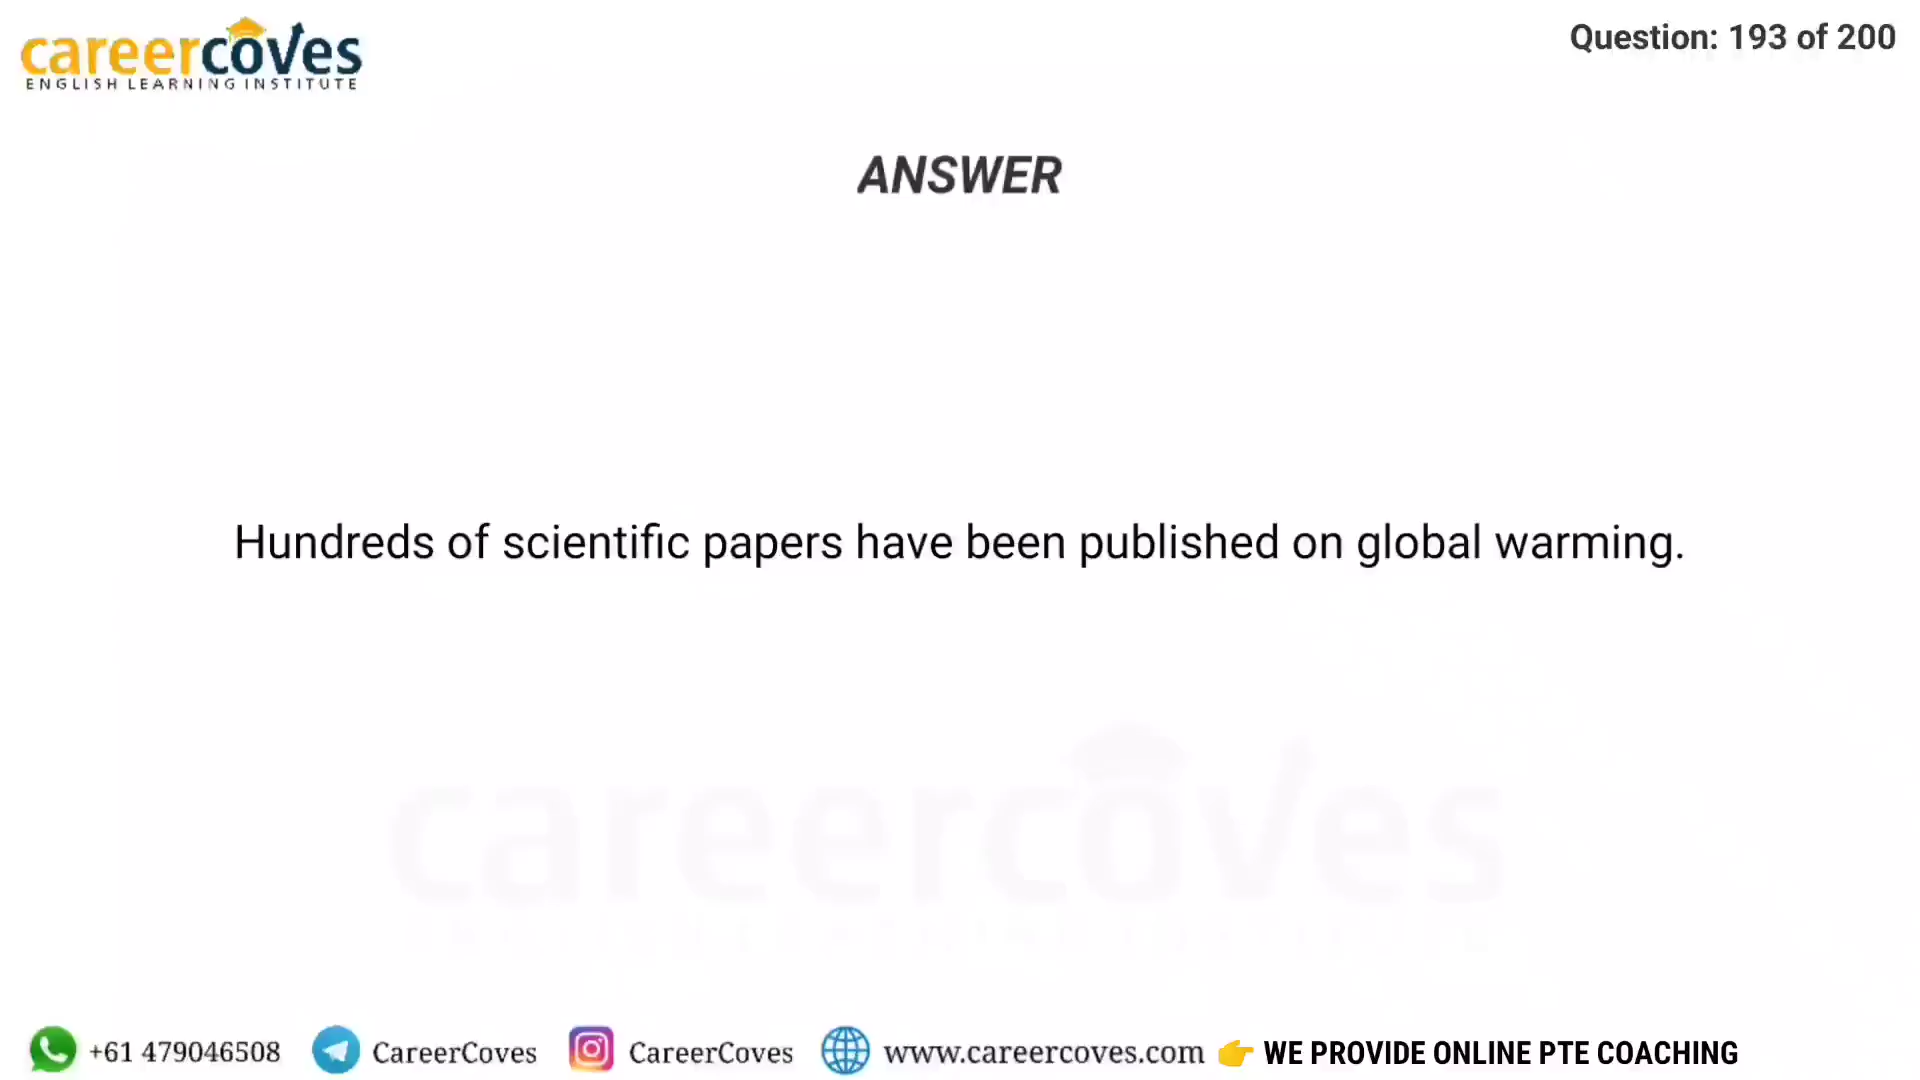 careercoves
ENGLISH LEARNING INSTITUTE
Question: 193 of 200
ANSWER
Hundreds of scientific papers have been published on global warming.
careercoves
+61 479046508 CareerCoves CareerCoves www.careercoves.com 👉 WE PROVIDE ONLINE PTE COACHING